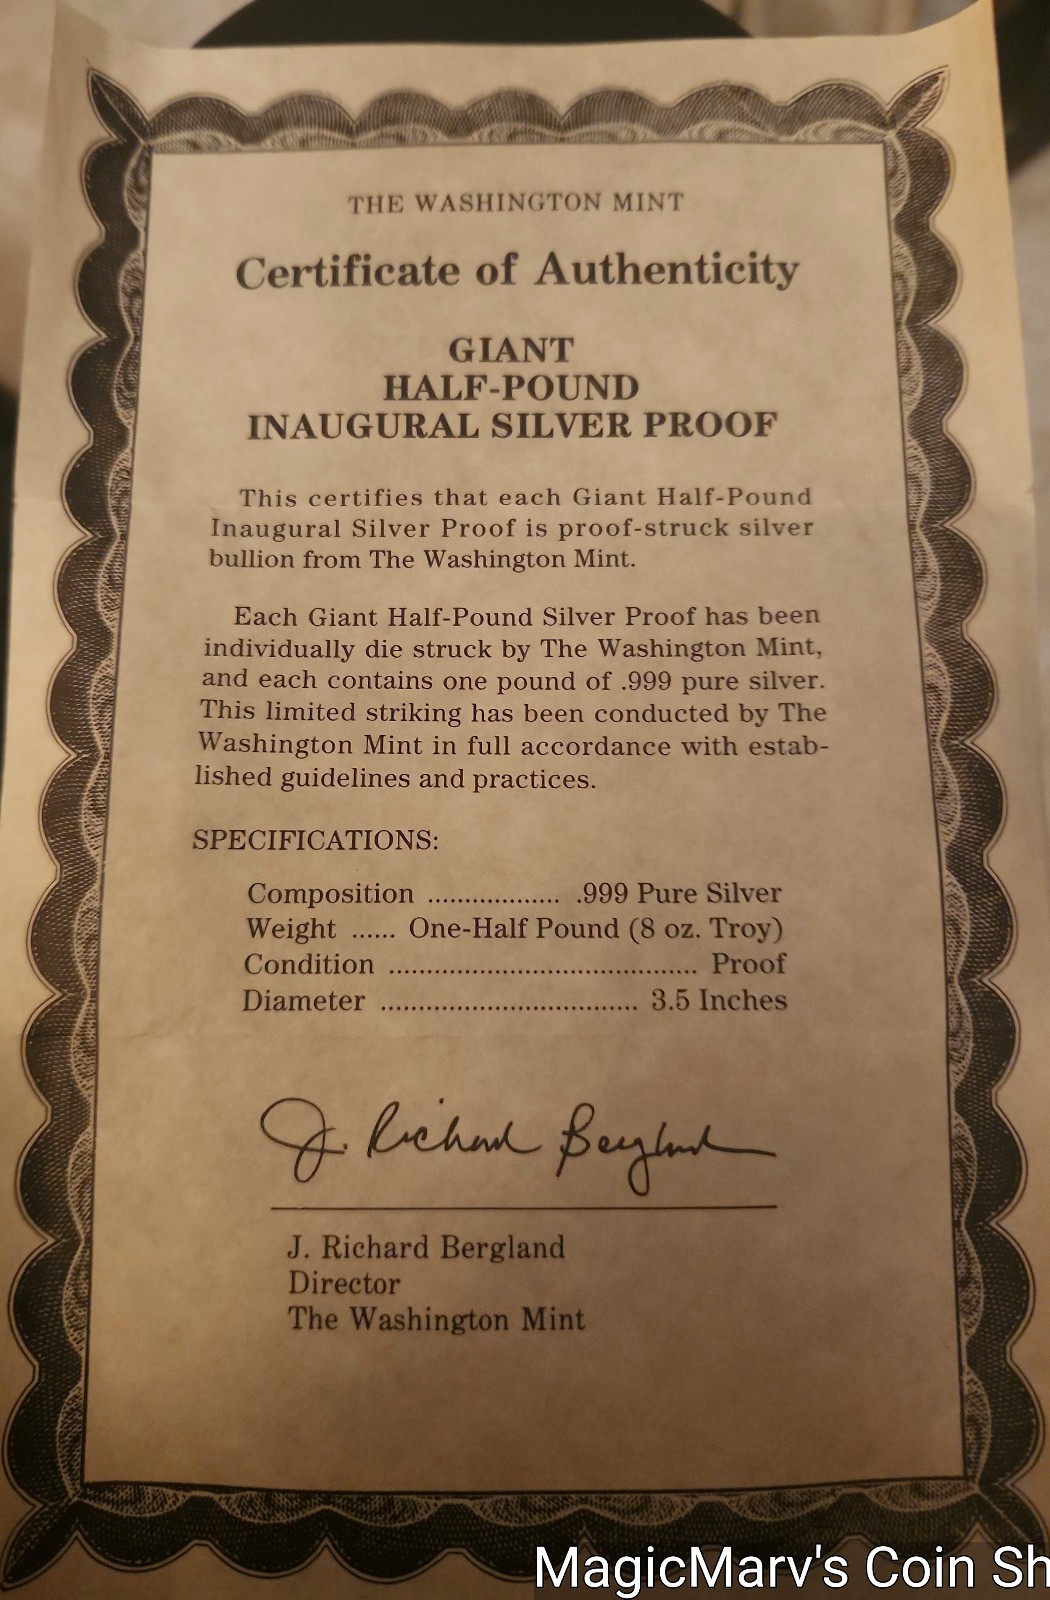 THE WASHINGTON MINT
Certificate of Authenticity
GIANT
HALF-POUND
INAUGURAL SILVER PROOF
This certifies that each Giant Half-Pound
Inaugural Silver Proof is proof-struck silver
bullion from The Washington Mint.
Each Giant Half-Pound Silver Proof has been
individually die struck by The Washington Mint,
and each contains one pound of .999 pure silver.
This limited striking has been conducted by The
Washington Mint in full accordance with estab-
lished guidelines and practices.
SPECIFICATIONS:
Composition .................. .999 Pure Silver
Weight ...... One-Half Pound (8 oz. Troy)
Condition ......................................... Proof
Diameter .................................. 3.5 Inches
J. Richard Bergland
J. Richard Bergland
Director
The Washington Mint
MagicMarv's Coin Sh